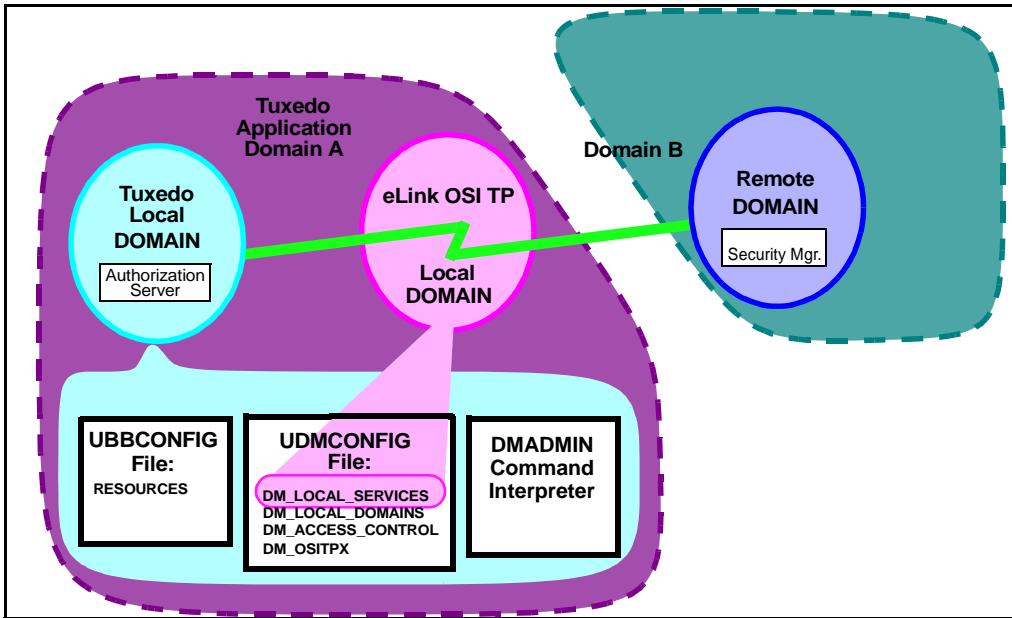 Tuxedo
Application
Domain A
Domain B
Tuxedo
Local
DOMAIN
Authorization
Server
eLink OSI TP
Local
DOMAIN
Remote
DOMAIN
Security Mgr.
UBBCONFIG
File:
RESOURCES
UDMCONFIG
File:
DM_LOCAL_SERVICES
DM_LOCAL_DOMAINS
DM_ACCESS_CONTROL
DM_OSITPX
DMADMIN
Command
Interpreter